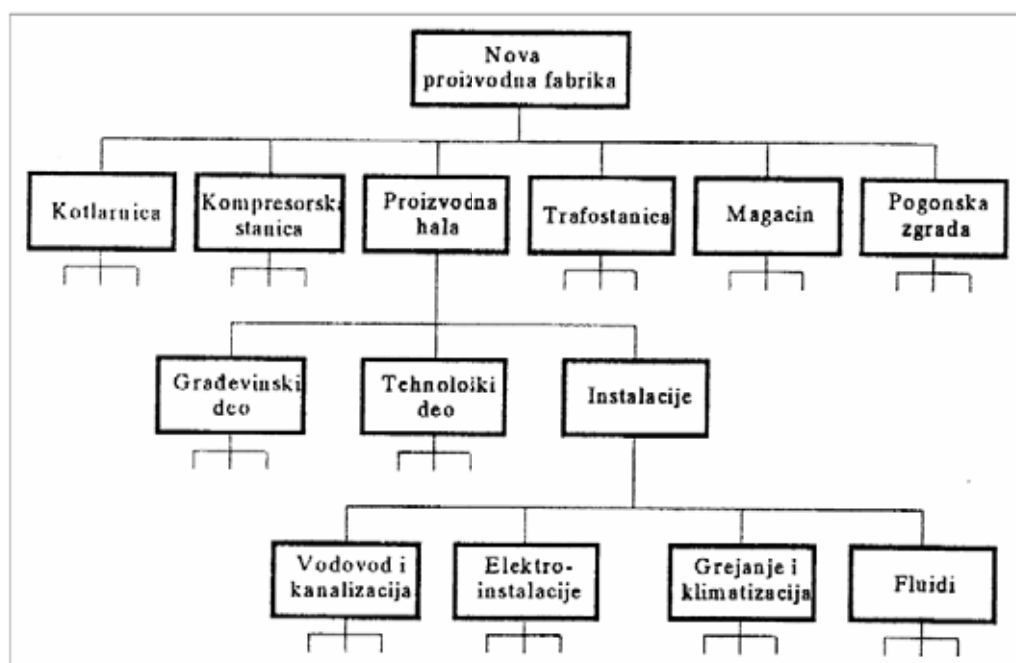 Nova
proizvodna fabrika
Kotlarnica
Kompresorska
stanica
Proizvodna
hala
Trafostanica
Magacin
Pogonska
zgrada
Građevinski
deo
Tehnoloiki
deo
Instalacije
Vodovod i
kanalizacija
Elektro-
instalacije
Grejanje i
klimatizacija
Fluidi